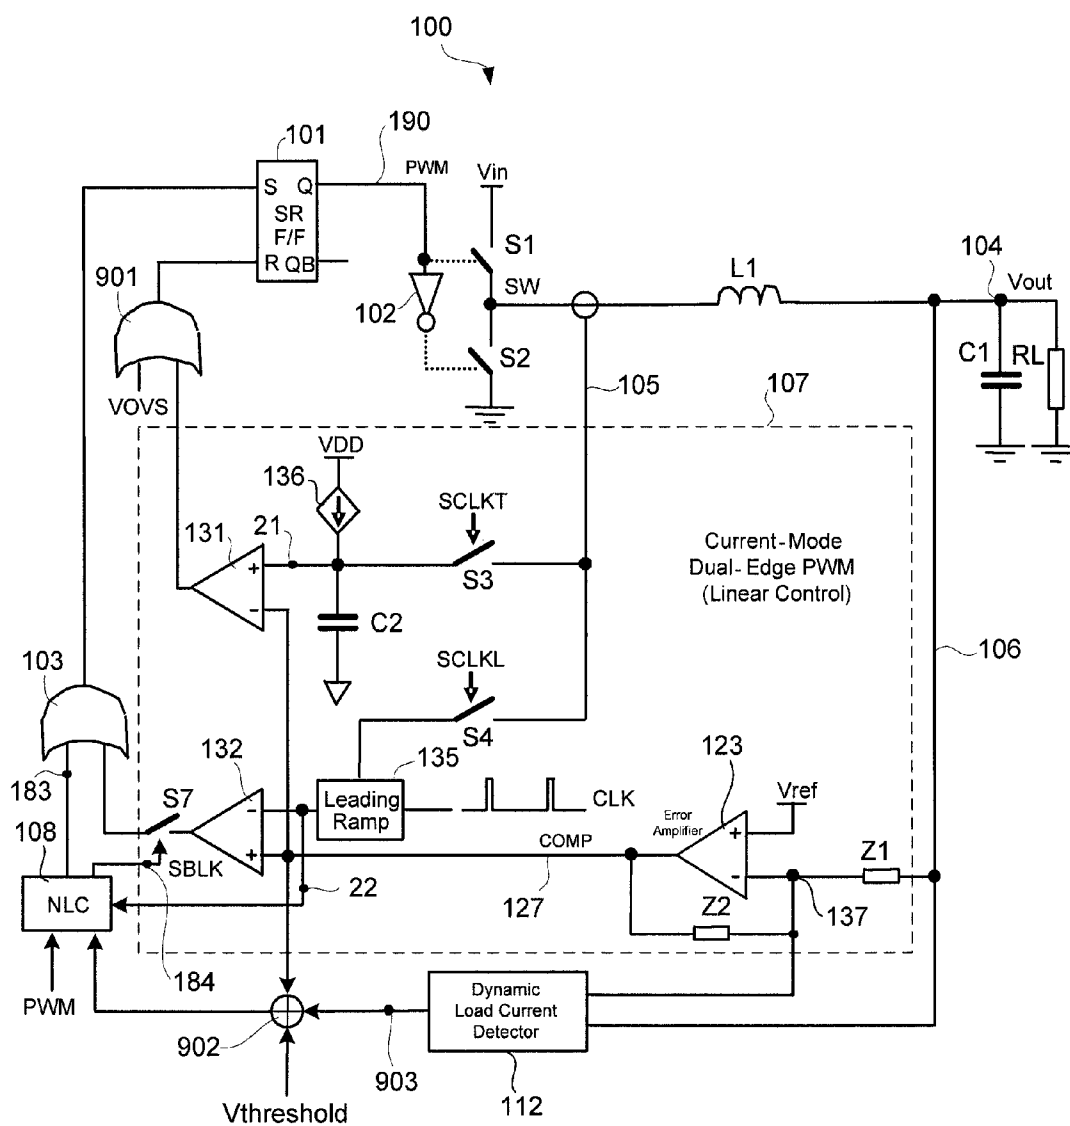 100
101
190
S Q
PWM
Vin
SR
F/F
S1
R QB
901
SW
L1
104
Vout
102
S2
C1
RL
VOVS
105
107
VDD
136
SCLKT
131
21
Current-Mode
Dual-Edge PWM
(Linear Control)
+
S3
-
C2
103
SCLKL
106
S4
132
135
123
183
S7
Leading
Ramp
CLK
Vref
-
Error
Amplifier
+
108
+
COMP
Z1
SBLK
-
NLC
22
127
Z2
137
184
PWM
Dynamic
Load Current
Detector
902
903
112
Vthreshold